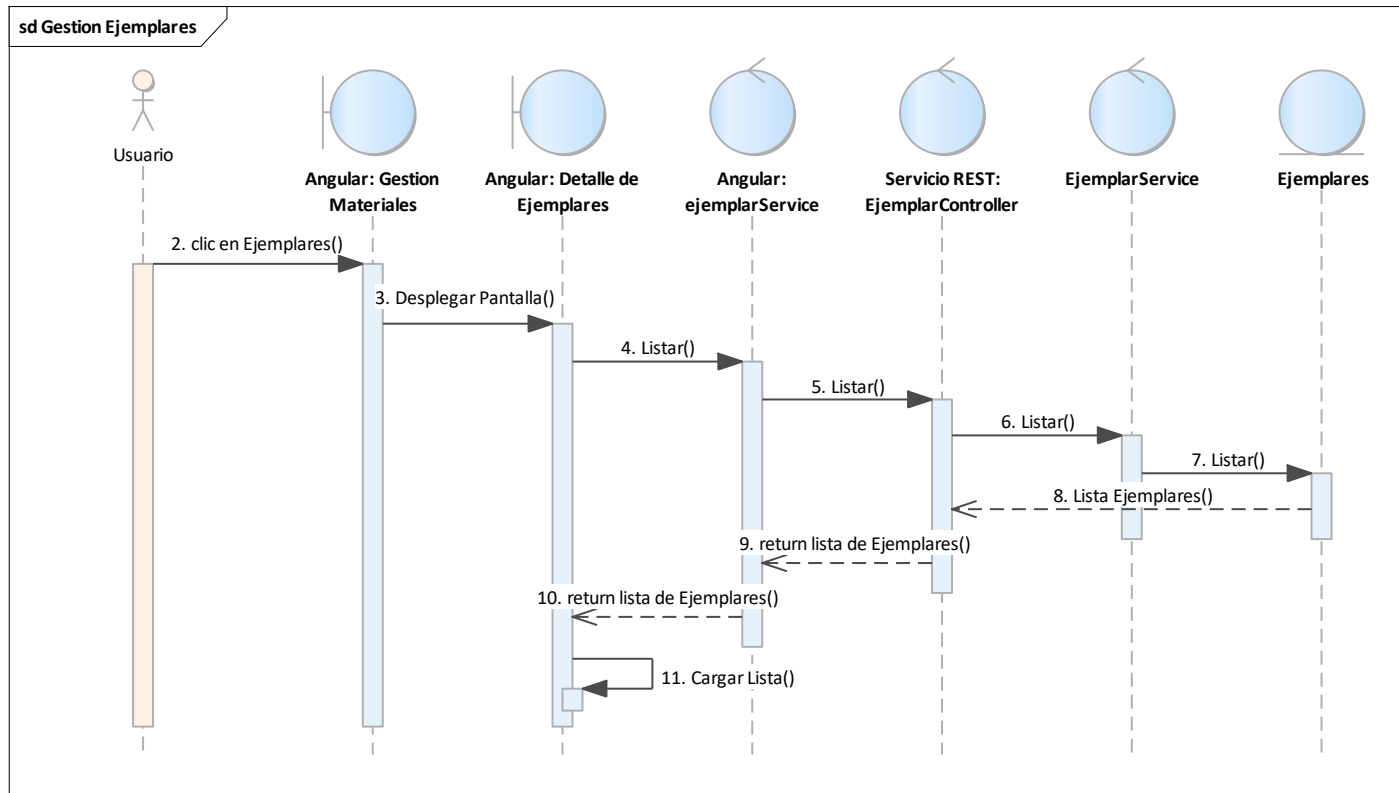 sd Gestion Ejemplares
Usuario
Angular: Gestion
Materiales
Angular: Detalle de
Ejemplares
Angular:
ejemplarService
Servicio REST:
EjemplarController
EjemplarService
Ejemplares
2. clic en Ejemplares()
3. Desplegar Pantalla()
4. Listar()
5. Listar()
6. Listar()
7. Listar()
8. Lista Ejemplares()
9. return lista de Ejemplares()
10. return lista de Ejemplares()
11. Cargar Lista()